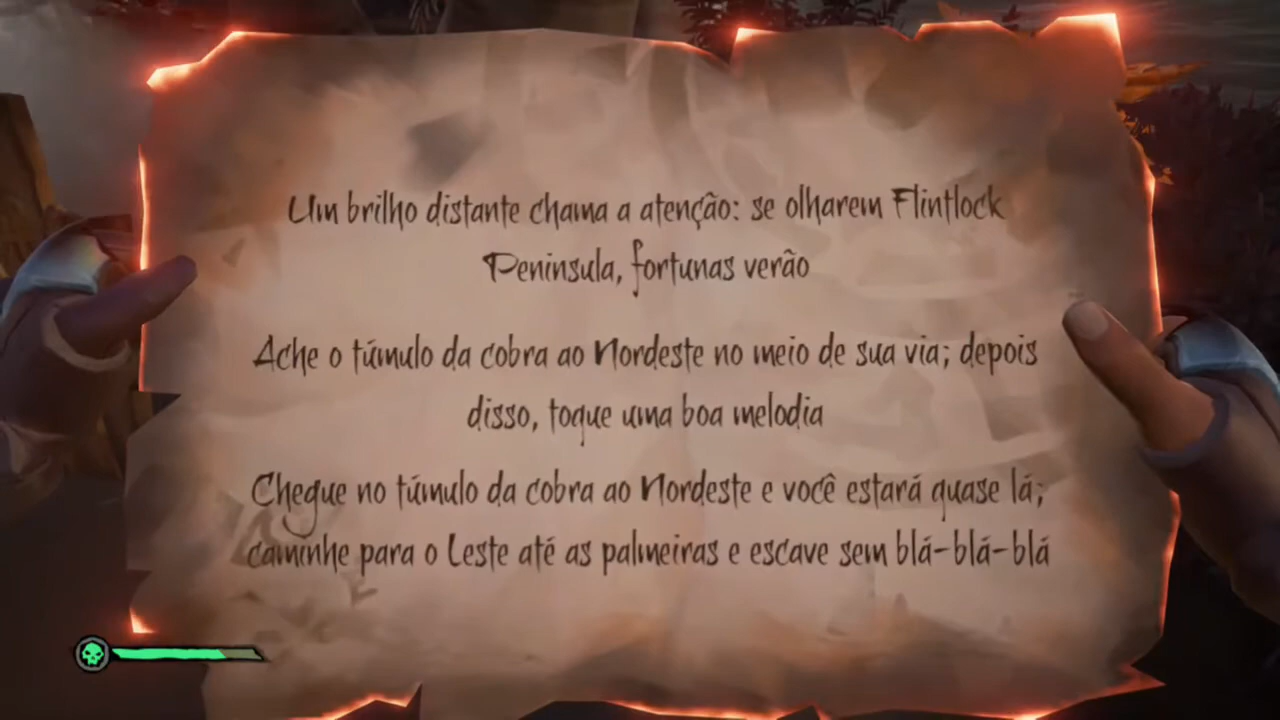 Um brilho distante chama a atenção: se olharem Flintlock
Peninsula, fortunas verão
Ache o túmulo da cobra ao Nordeste no meio de sua via; depois
disso, toque uma boa melodia
Chegue no túmulo da cobra ao Nordeste e você estará quase lá;
caminhe para o Leste até as palmeiras e escave sem blá-blá-blá